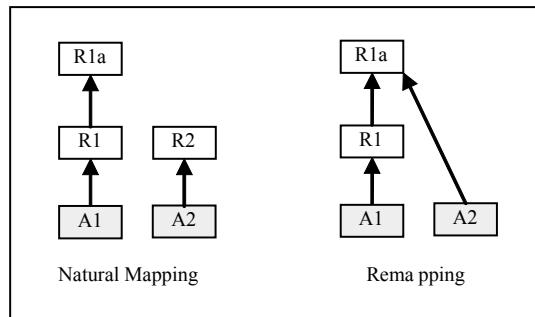 R1a R1a
R1 R2 R1
A1 A2 A1 A2
Natural Mapping Rema pping